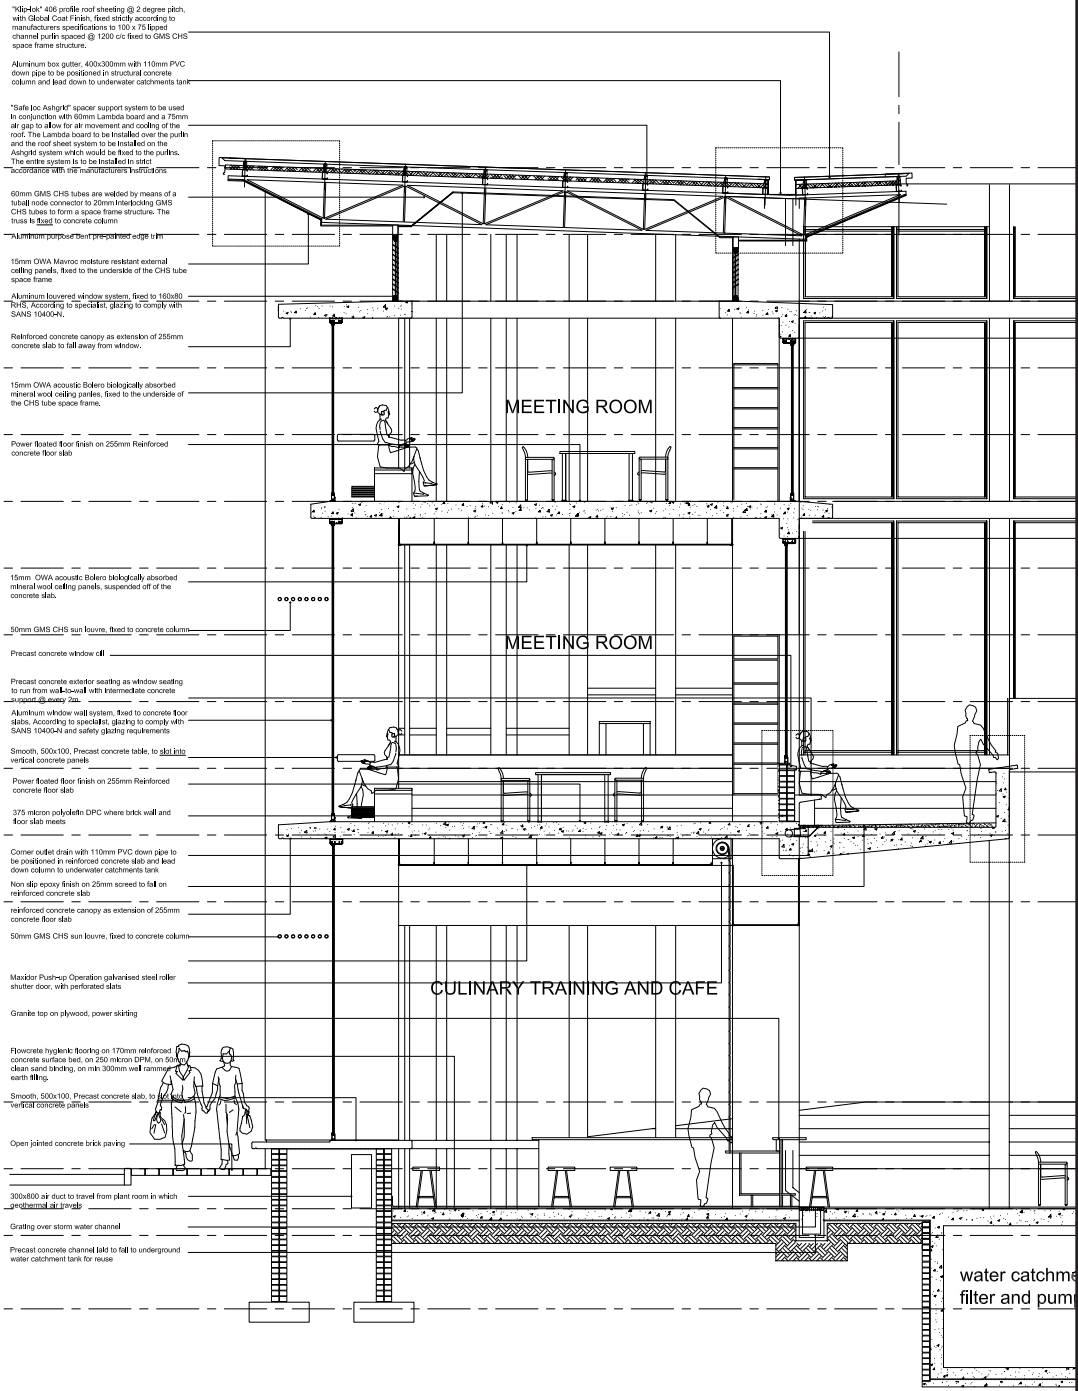 "Klip-lok" 406 profile roof sheeting @ 2 degree pitch,
with Global Coat Finish, fixed strictly according to
manufacturers specifications to 100 x 75 lipped
channel purlin spaced @ 1200 c/c fixed to GMS CHS
space frame structure.
Aluminum box gutter, 400x300mm with 110mm PVC
down pipe to be positioned in structural concrete
column and lead down to underwater catchments tank
"Safe loc Ashgrid" spacer support system to be used
in conjunction with 60mm Lambda board and a 75mm
air gap to allow for air movement and cooling of the
roof. The Lambda board to be installed over the purlin
and the roof sheet system to be installed on the
Ashgrid system which would be fixed to the purlins.
The entire system is to be installed in strict
accordance with the manufacturers instructions
60mm GMS CHS tubes are welded by means of a
tuball node connector to 20mm interlocking GMS
CHS tubes to form a space frame structure. The
truss is fixed to concrete column
Aluminum purpose bent pre-painted edge trim
15mm OWA Mavroc moisture resistant external
ceiling panels, fixed to the underside of the CHS tube
space frame
Aluminum louvered window system, fixed to 160x80
RHS, According to specialist, glazing to comply with
SANS 10400-N.
Reinforced concrete canopy as extension of 255mm
concrete slab to fall away from window.
15mm OWA acoustic Bolero biologically absorbed
mineral wool ceiling panles, fixed to the underside of
the CHS tube space frame.
MEETING ROOM
Power floated floor finish on 255mm Reinforced
concrete floor slab
15mm OWA acoustic Bolero biologically absorbed
mineral wool ceiling panels, suspended off of the
concrete slab.
50mm GMS CHS sun louvre, fixed to concrete column
MEETING ROOM
Precast concrete window cill
Precast concrete exterior seating as window seating
to run from wall-to-wall with intermediate concrete
support @ every 2m
Aluminum window wall system, fixed to concrete floor
slabs, According to specialist, glazing to comply with
SANS 10400-N and safety glazing requirements
Smooth, 500x100, Precast concrete table, to slot into
vertical concrete panels
Power floated floor finish on 255mm Reinforced
concrete floor slab
375 micron polyolefin DPC where brick wall and
floor slab meets
Corner outlet drain with 110mm PVC down pipe to
be positioned in reinforced concrete slab and lead
down column to underwater catchments tank
Non slip epoxy finish on 25mm screed to fall on
reinforced concrete slab
reinforced concrete canopy as extension of 255mm
concrete floor slab
50mm GMS CHS sun louvre, fixed to concrete column
Maxidor Push-up Operation galvanised steel roller
shutter door, with perforated slats
CULINARY TRAINING AND CAFE
Granite top on plywood, power skirting
Flowcrete hygienic flooring on 170mm reinforced
concrete surface bed, on 250 micron DPM, on 50mm
clean sand binding, on min 300mm well rammed
earth filling.
Smooth, 500x100, Precast concrete slab, to slot into
vertical concrete panels
Open jointed concrete brick paving
300x800 air duct to travel from plant room in which
geothermal air travels
Grating over storm water channel
Precast concrete channel laid to fall to underground
water catchment tank for reuse
water catchme
filter and pump